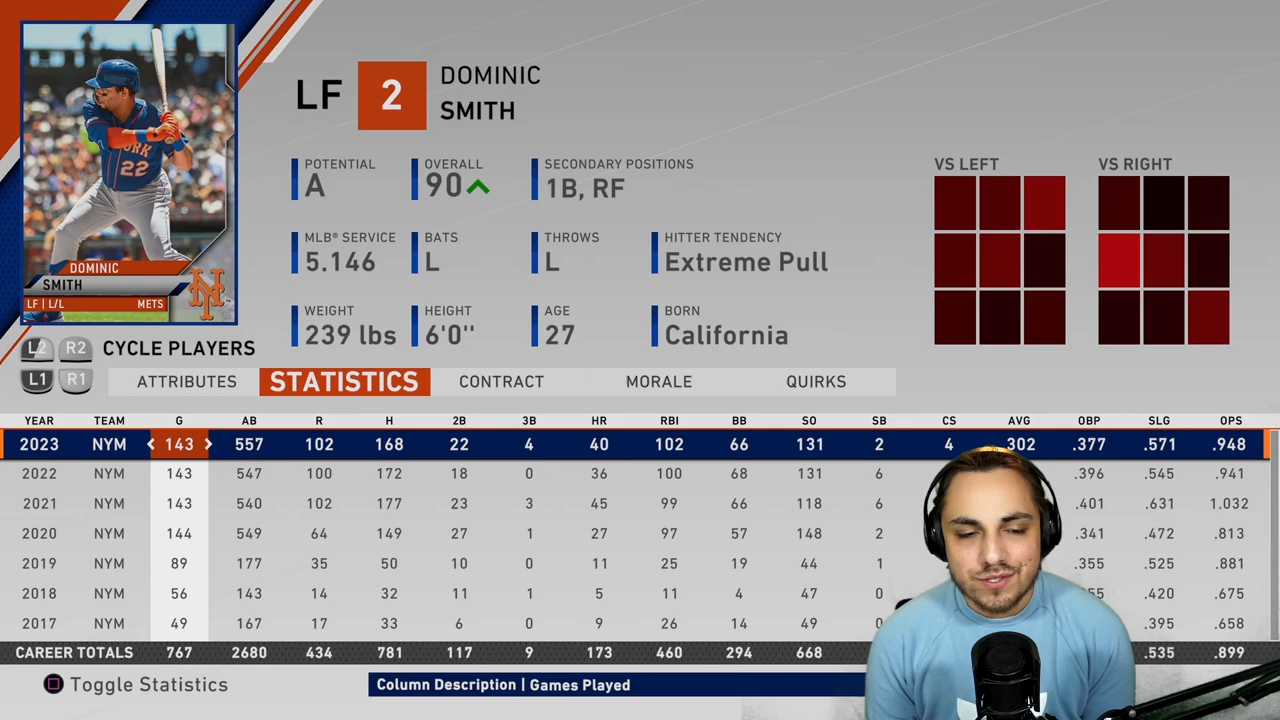 YORK
22
DOMINIC
SMITH
LF | L/L METS
NY
LF 2 DOMINIC
SMITH
POTENTIAL OVERALL SECONDARY POSITIONS
A 90 1B, RF
MLB® SERVICE BATS THROWS HITTER TENDENCY
5.146 L L Extreme Pull
WEIGHT HEIGHT AGE BORN
239 lbs 6'0'' 27 California
VS LEFT VS RIGHT
L2 R2 CYCLE PLAYERS
L1 R1 ATTRIBUTES STATISTICS CONTRACT MORALE QUIRKS
YEAR TEAM G AB R H 2B 3B HR RBI BB SO SB CS AVG OBP SLG OPS
2023 NYM 143 557 102 168 22 4 40 102 66 131 2 4 .302 .377 .571 .948
2022 NYM 143 547 100 172 18 0 36 100 68 131 6 .396 .545 .941
2021 NYM 143 540 102 177 23 3 45 99 66 118 6 .401 .631 1.032
2020 NYM 144 549 64 149 27 1 27 97 57 148 2 .341 .472 .813
2019 NYM 89 177 35 50 10 0 11 25 19 44 1 .355 .525 .881
2018 NYM 56 143 14 32 11 1 5 11 4 47 0 .420 .675
2017 NYM 49 167 17 33 6 0 9 26 14 49 0 .395 .658
CAREER TOTALS 767 2680 434 781 117 9 173 460 294 668 .535 .899
Toggle Statistics
Column Description | Games Played